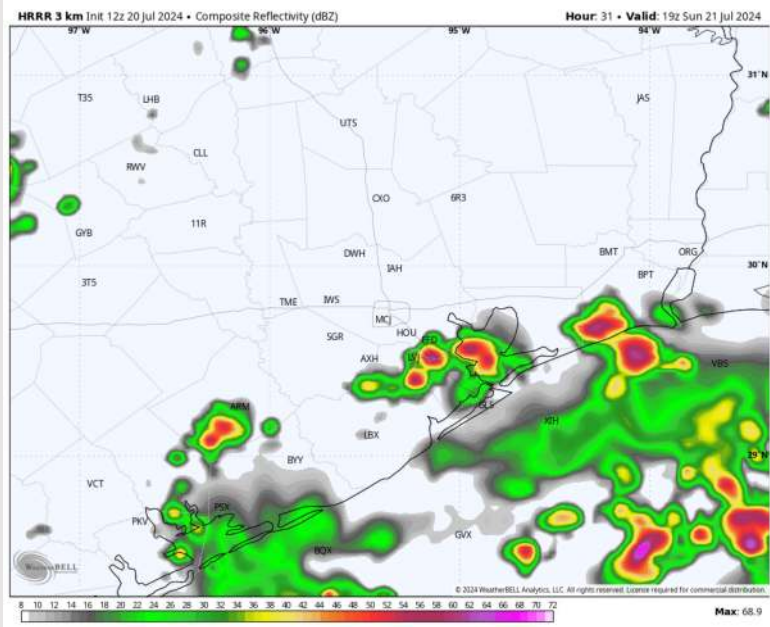 HRRR 3 km Init 12z 20 Jul 2024 • Composite Reflectivity (dBZ)
Hour: 31 • Valid: 19z Sun 21 Jul 2024
97°W 96°W 95°W 94°W
31°N
T35 LHB JAS
UTS
CLL
RWV
CXO 6R3
11R
GYB
DWH BMT ORG
IAH BPT 30°N
3T5
TME IWS
MCJ
SGR HOU EFD
AXH LVJ VBS
ARM GLS
XIH
LBX
BYY 29°N
VCT
PSX
PKV
GVX
BQX
WEATHERBELL
© 2024 WeatherBELL Analytics, LLC. All rights reserved. License required for commercial distribution.
8 10 12 14 16 18 20 22 24 26 28 30 32 34 36 38 40 42 44 46 48 50 52 54 56 58 60 62 64 66 68 70 72
Max: 68.9